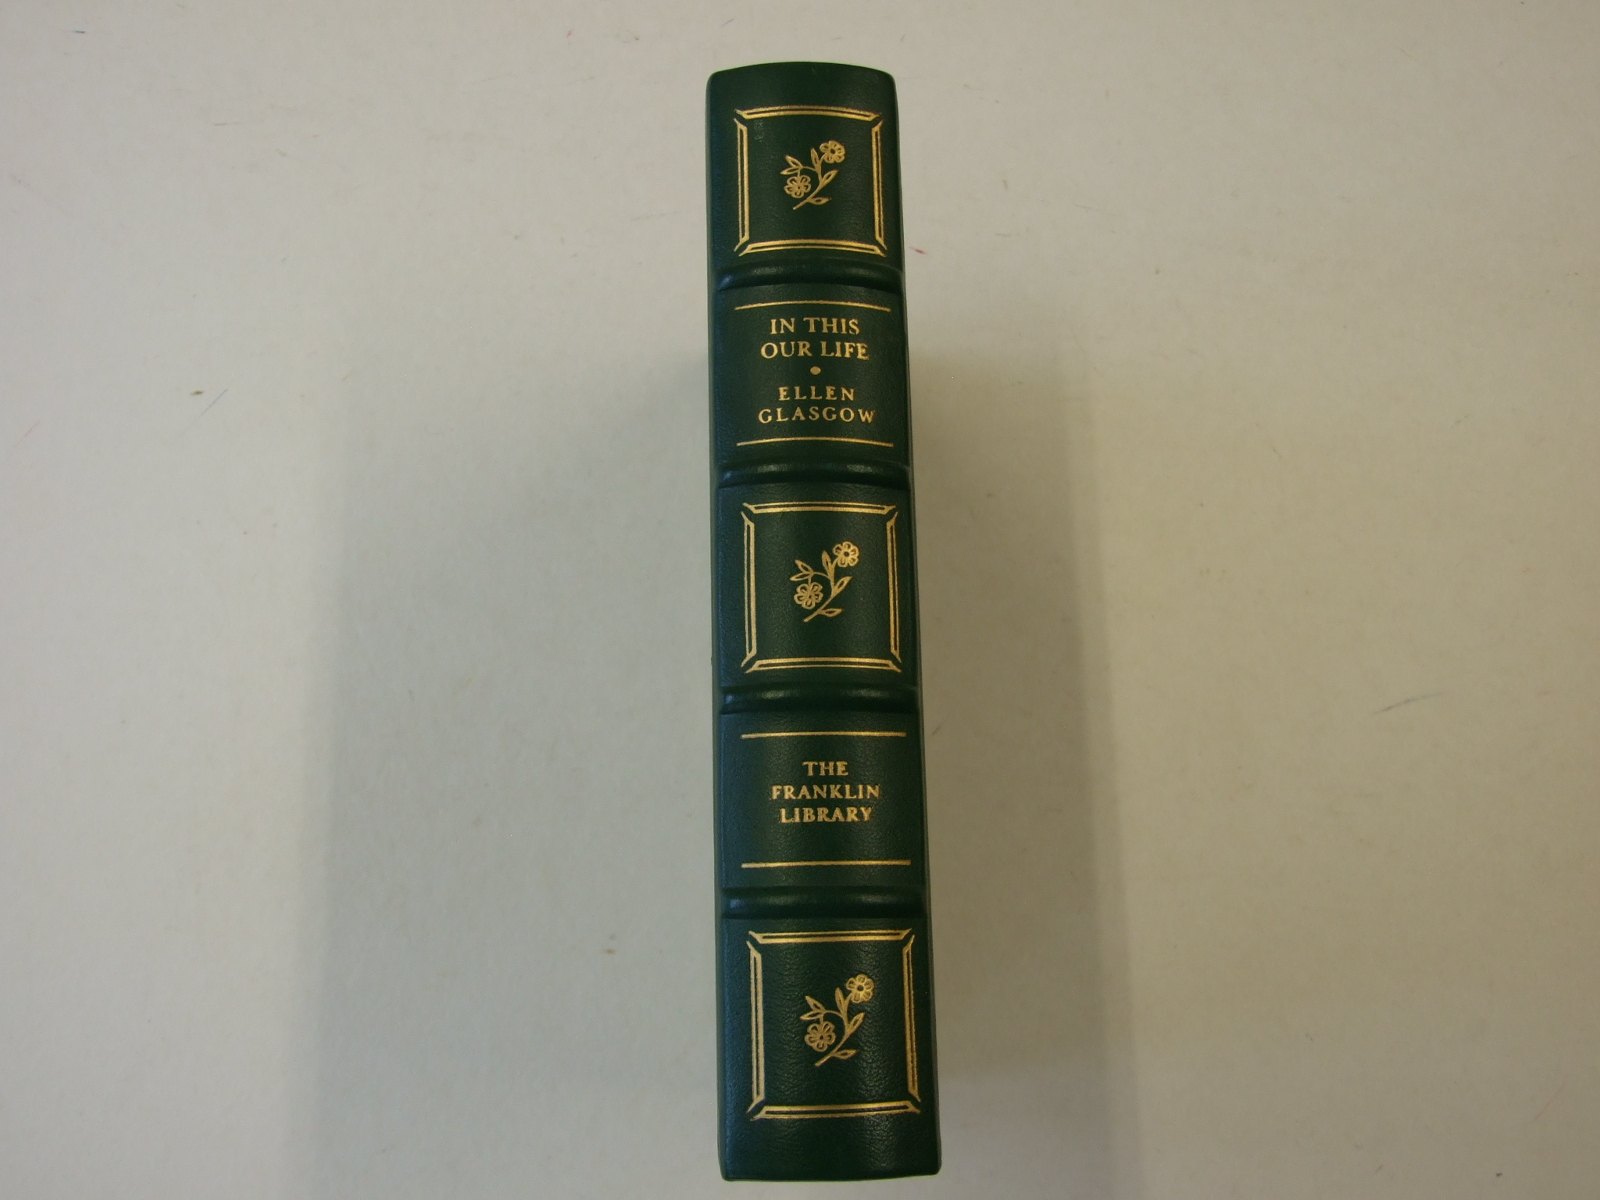 IN THIS
OUR LIFE
•
ELLEN
GLASGOW
THE
FRANKLIN
LIBRARY